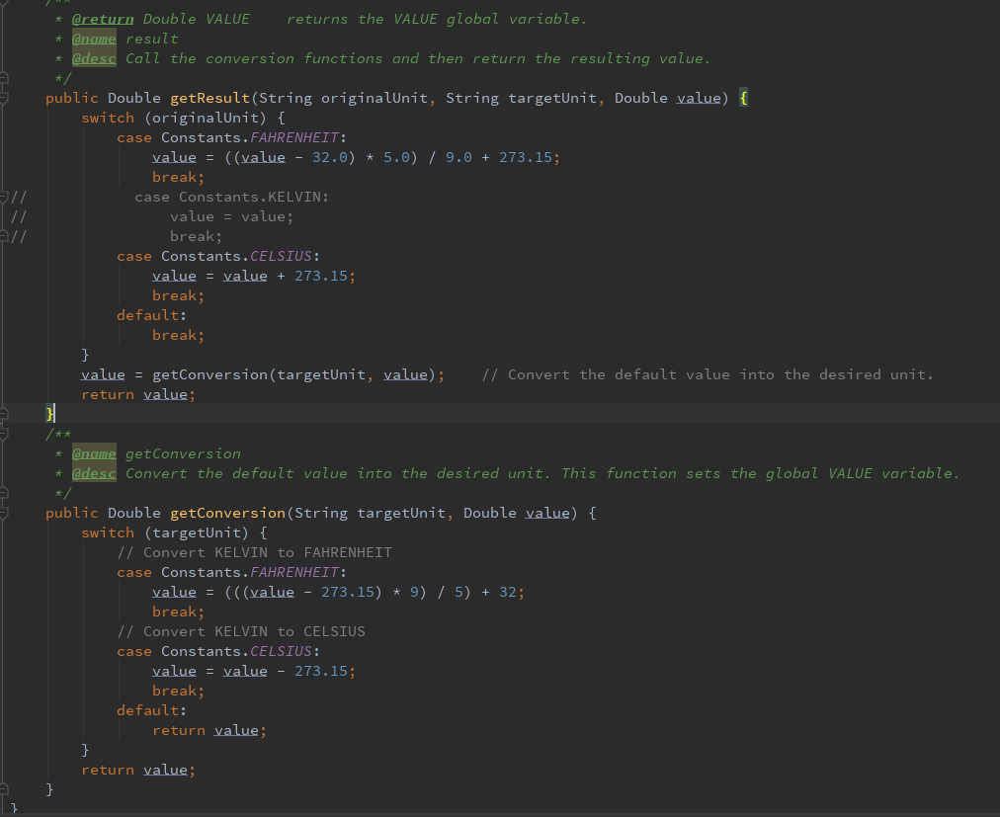 /**
 * @return Double VALUE    returns the VALUE global variable.
 * @name result
 * @desc Call the conversion functions and then return the resulting value.
 */
public Double getResult(String originalUnit, String targetUnit, Double value) {
    switch (originalUnit) {
        case Constants.FAHRENHEIT:
            value = ((value - 32.0) * 5.0) / 9.0 + 273.15;
            break;
//            case Constants.KELVIN:
//                value = value;
//                break;
        case Constants.CELSIUS:
            value = value + 273.15;
            break;
        default:
            break;
    }
    value = getConversion(targetUnit, value);    // Convert the default value into the desired unit.
    return value;
}
/**
 * @name getConversion
 * @desc Convert the default value into the desired unit. This function sets the global VALUE variable.
 */
public Double getConversion(String targetUnit, Double value) {
    switch (targetUnit) {
        // Convert KELVIN to FAHRENHEIT
        case Constants.FAHRENHEIT:
            value = (((value - 273.15) * 9) / 5) + 32;
            break;
        // Convert KELVIN to CELSIUS
        case Constants.CELSIUS:
            value = value - 273.15;
            break;
        default:
            return value;
    }
    return value;
}
}